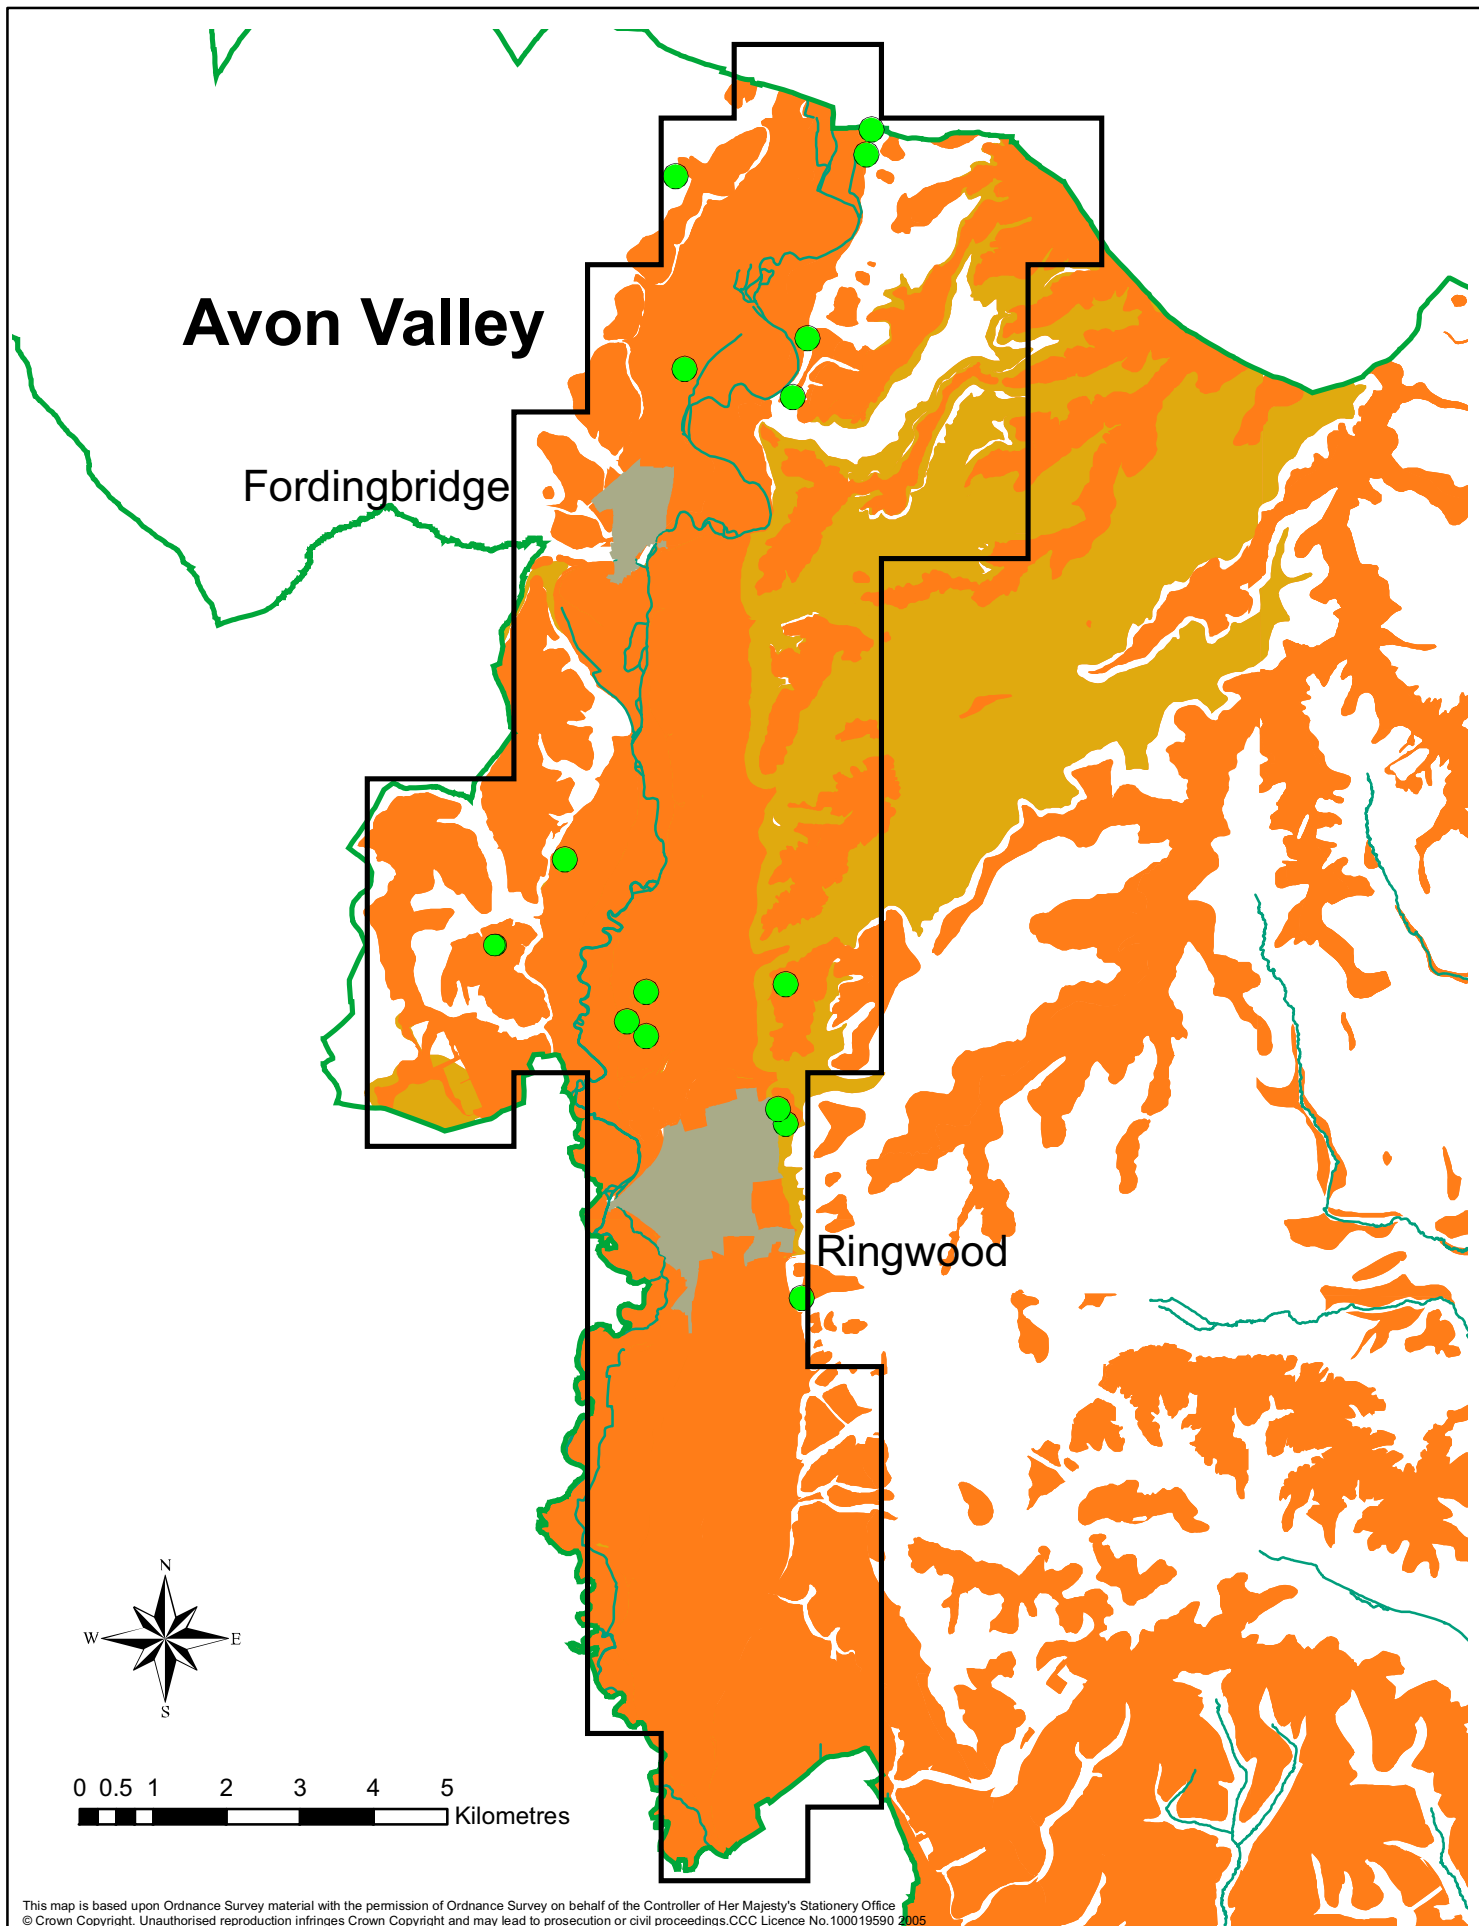 Avon Valley
Fordingbridge
Ringwood
N
W E
S
0 0.5 1 2 3 4 5
Kilometres
This map is based upon Ordnance Survey material with the permission of Ordnance Survey on behalf of the Controller of Her Majesty's Stationery Office
© Crown Copyright. Unauthorised reproduction infringes Crown Copyright and may lead to prosecution or civil proceedings.CCC Licence No.100019590 2005